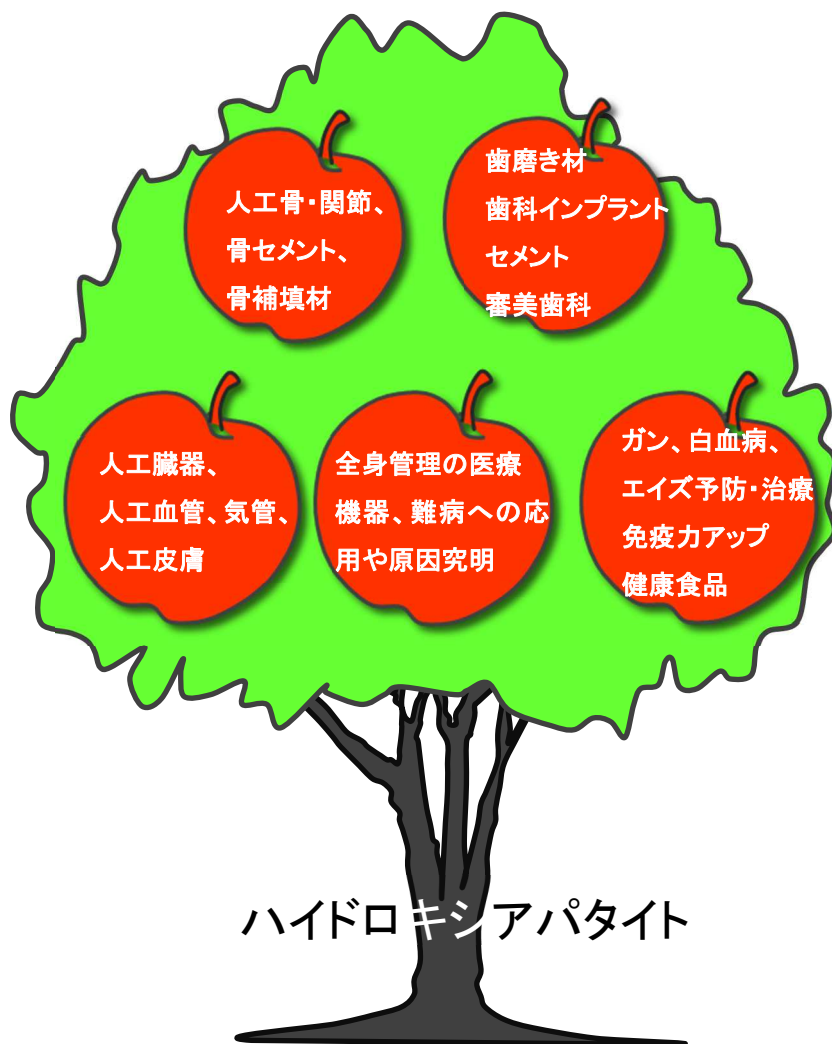 人工骨・関節、
骨セメント、
骨補填材
歯磨き材
歯科インプラント
セメント
審美歯科
人工臓器、
人工血管、気管、
人工皮膚
全身管理の医療
機器、難病への応
用や原因究明
ガン、白血病、
エイズ予防・治療
免疫力アップ
健康食品
ハイドロキシアパタイト